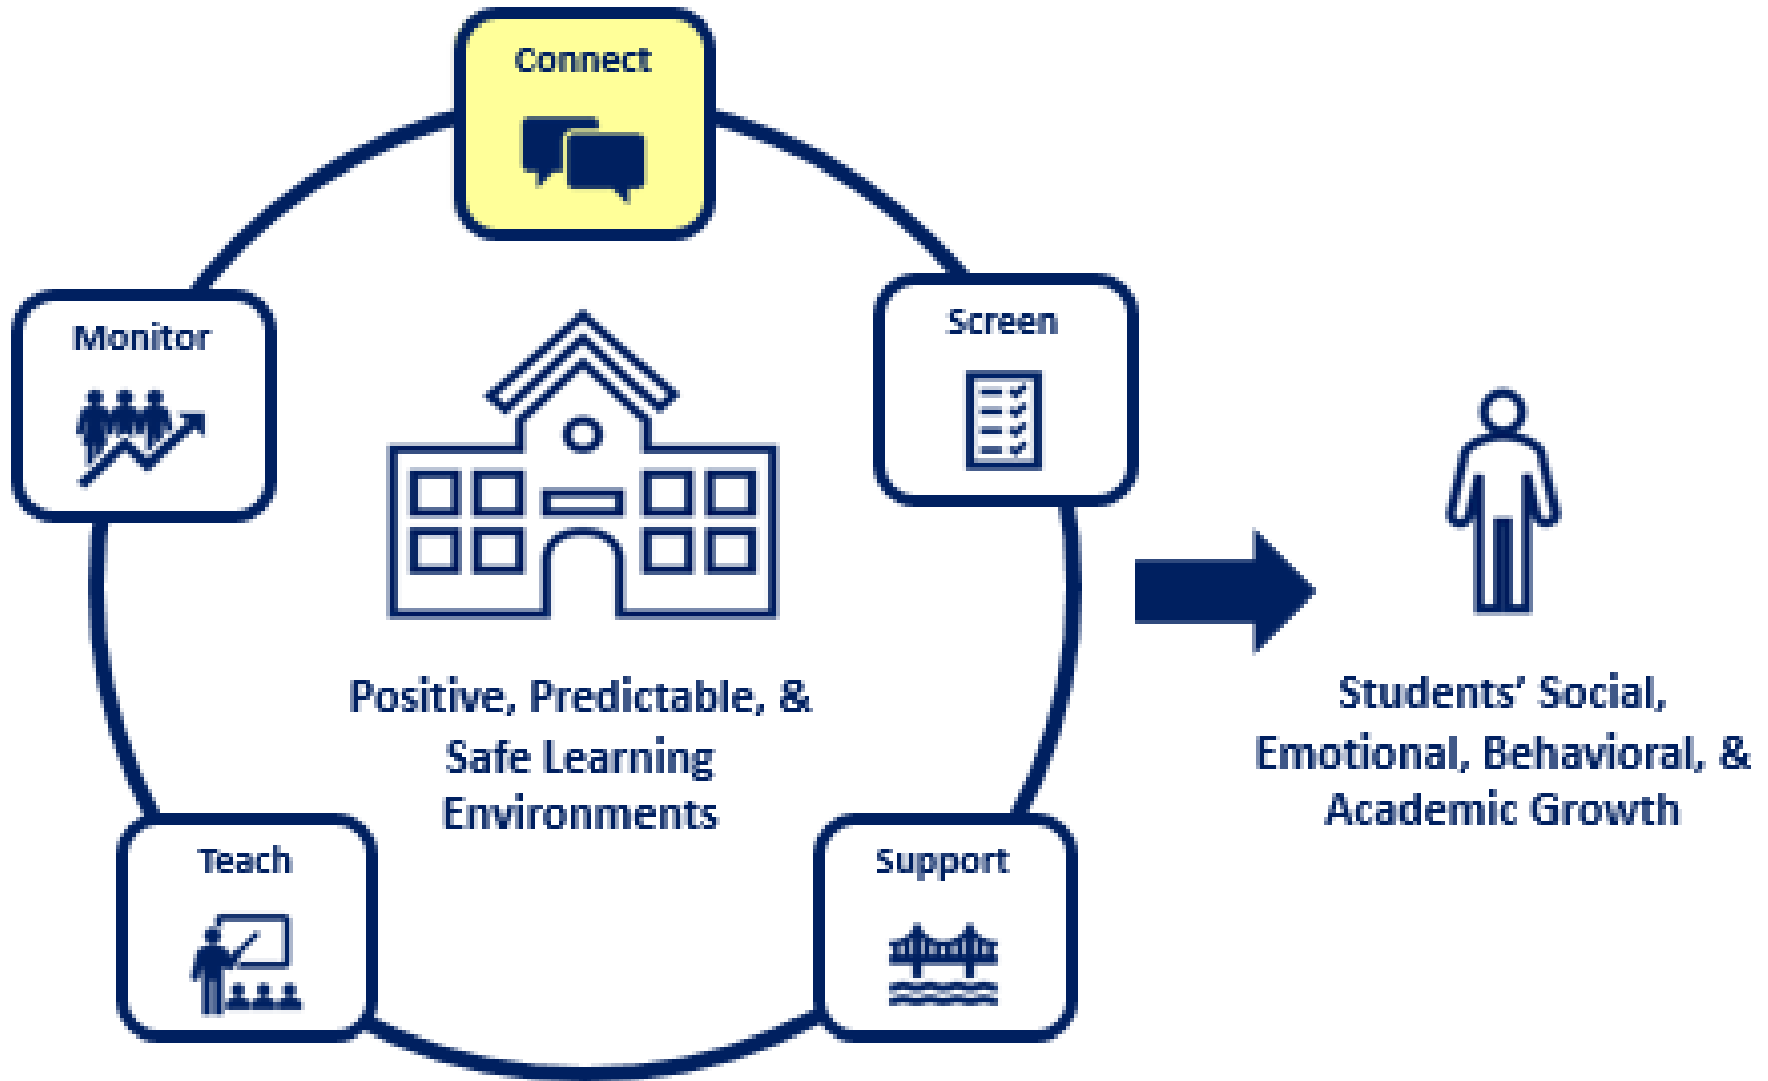 Connect
Screen
Monitor
Positive, Predictable, &
Safe Learning
Environments
Students' Social,
Emotional, Behavioral, &
Academic Growth
Teach
Support